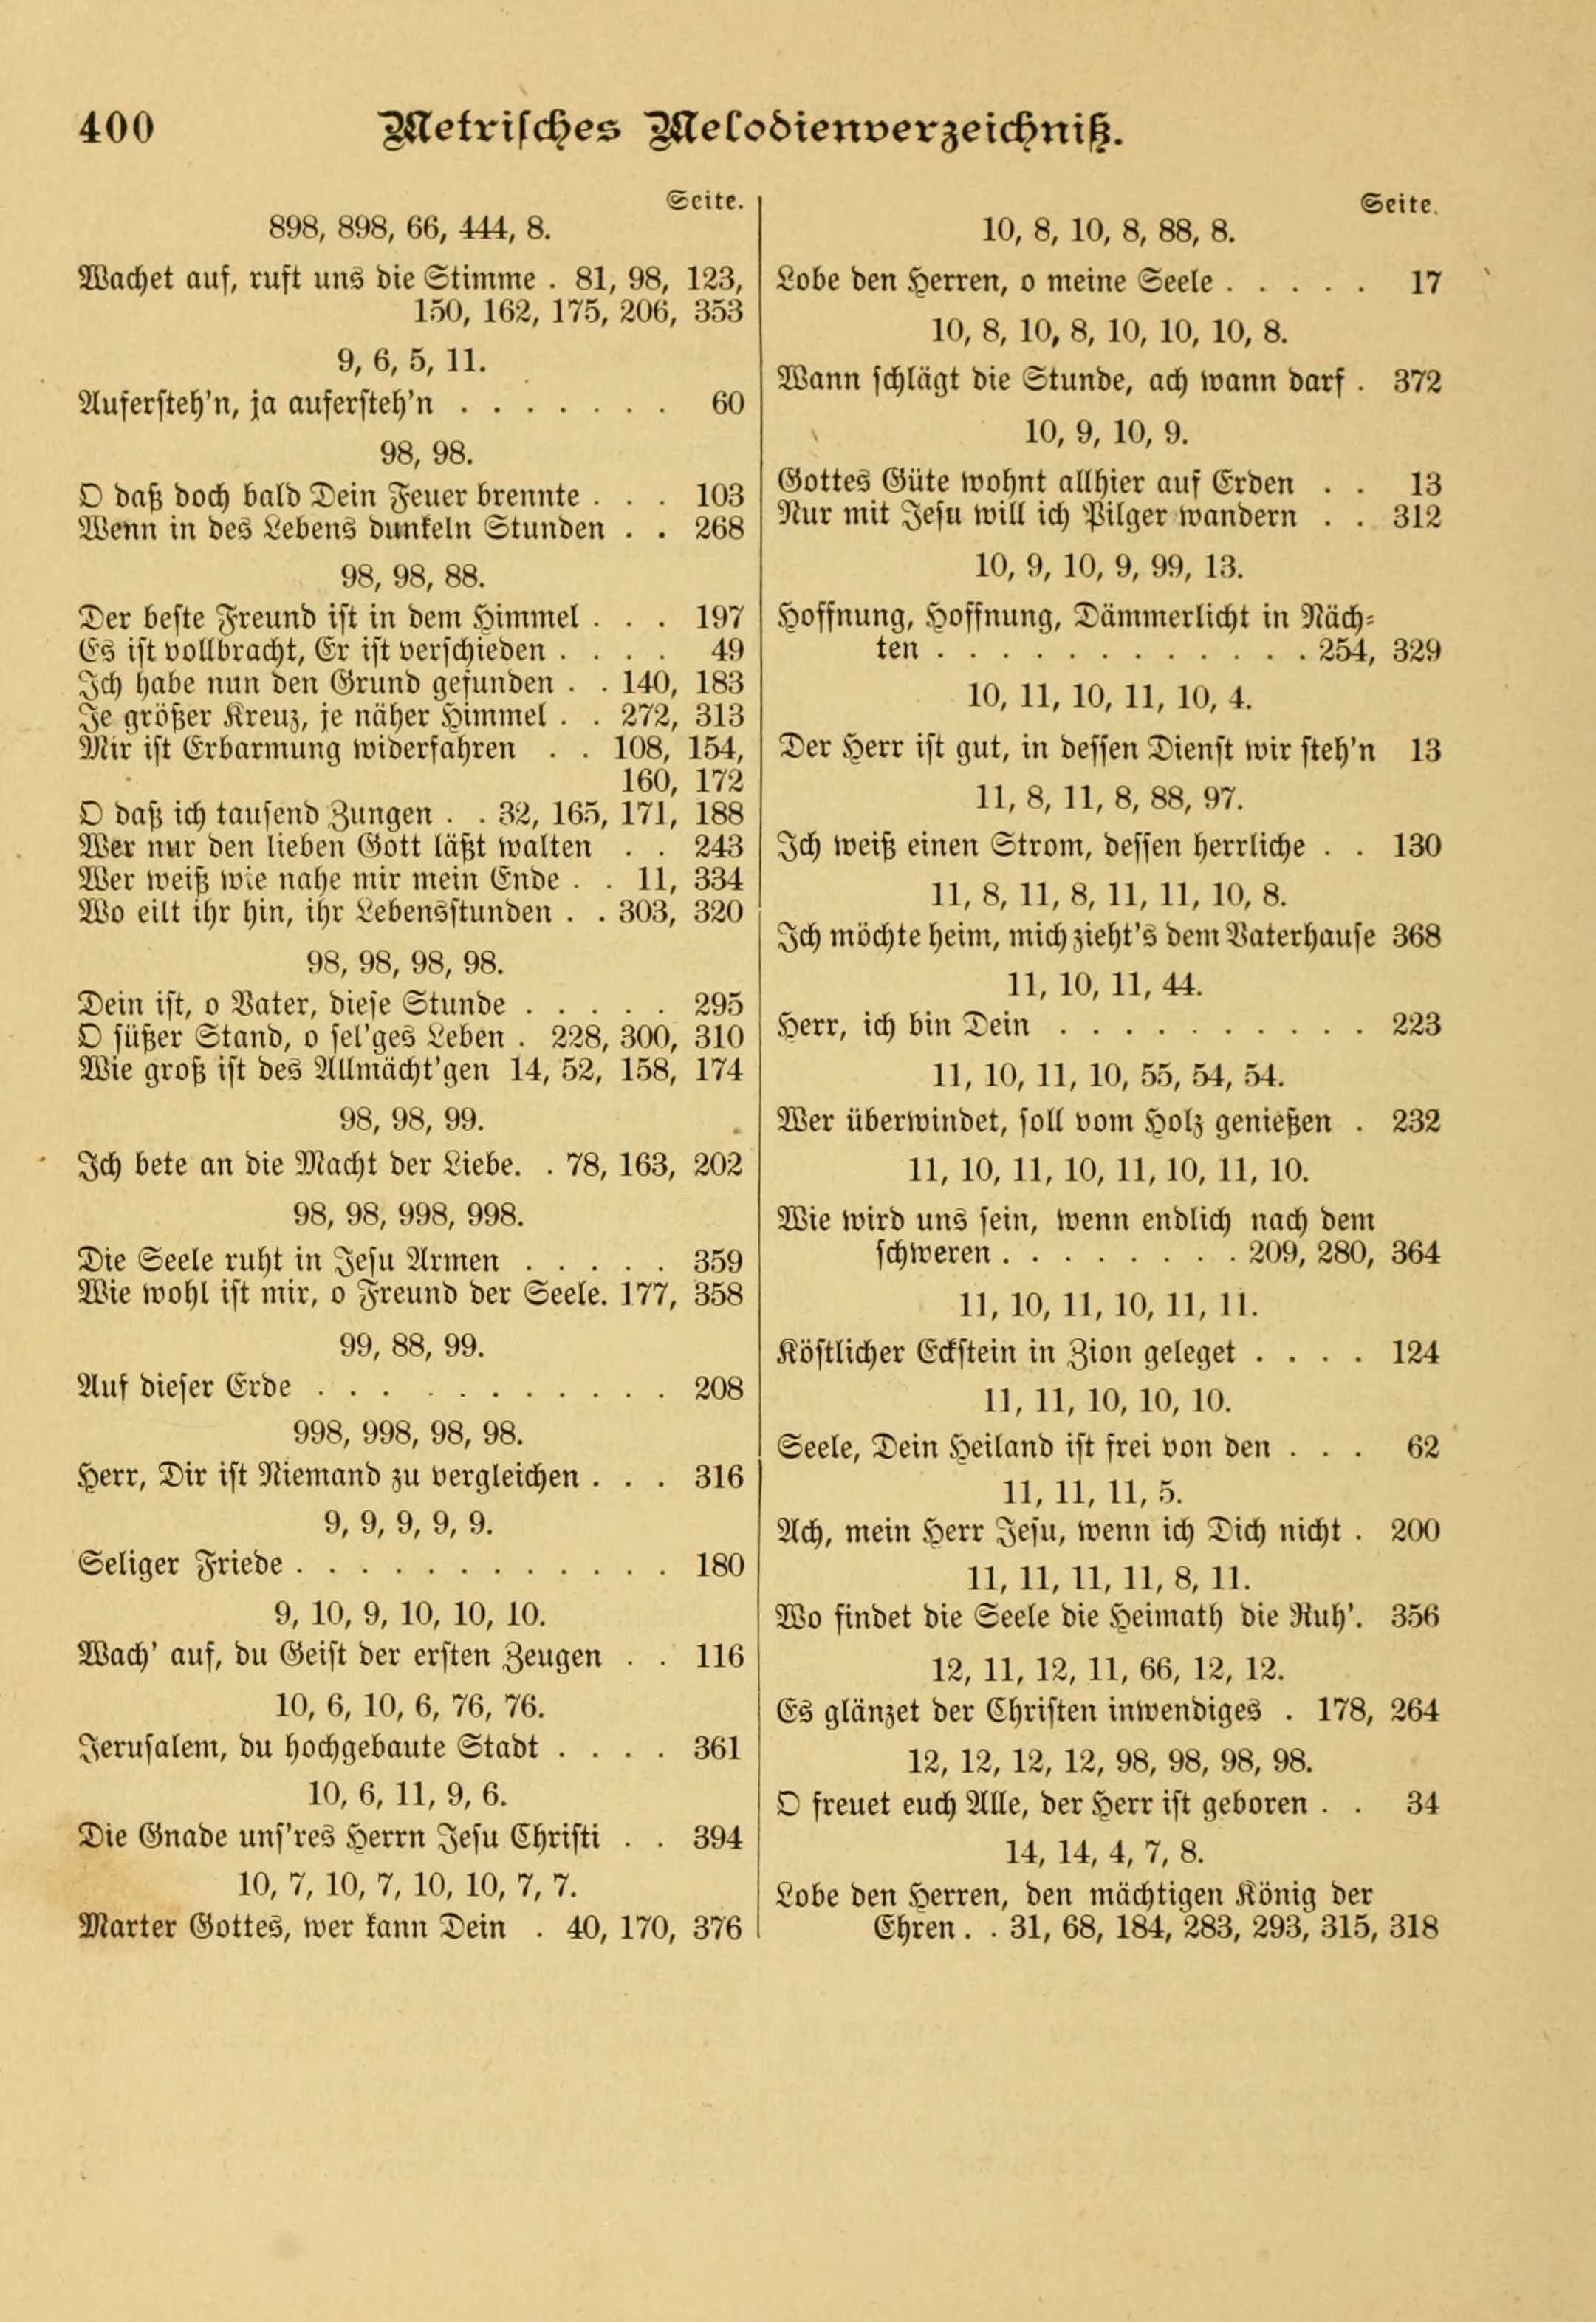 400 Metrisches Melodienverzeichniß.
Seite.
898, 898, 66, 444, 8.
Wachet auf, ruft uns die Stimme . 81, 98, 123,
150, 162, 175, 206, 353
9, 6, 5, 11.
Aufersteh'n, ja aufersteh'n . . . . . . . 60
98, 98.
O daß doch bald Dein Feuer brennte . . . 103
Wenn in des Lebens dunkeln Stunden . . 268
98, 98, 88.
Der beste Freund ist in dem Himmel . . . 197
Es ist vollbracht, Er ist verschieden . . . . 49
Ich habe nun den Grund gefunden . . 140, 183
Je größer Kreuz, je näher Himmel . . 272, 313
Mir ist Erbarmung widerfahren . . 108, 154,
160, 172
O daß ich tausend Zungen . . 32, 165, 171, 188
Wer nur den lieben Gott läßt walten . . 243
Wer weiß wie nahe mir mein Ende . . 11, 334
Wo eilt ihr hin, ihr Lebensstunden . . 303, 320
98, 98, 98, 98.
Dein ist, o Vater, diese Stunde . . . . . 295
O süßer Stand, o sel'ges Leben . 228, 300, 310
Wie groß ist des Allmächt'gen 14, 52, 158, 174
98, 98, 99.
Ich bete an die Macht der Liebe. . 78, 163, 202
98, 98, 998, 998.
Die Seele ruht in Jesu Armen . . . . . 359
Wie wohl ist mir, o Freund der Seele. 177, 358
99, 88, 99.
Auf dieser Erde . . . . . . . . . . . 208
998, 998, 98, 98.
Herr, Dir ist Niemand zu vergleichen . . . 316
9, 9, 9, 9, 9.
Seliger Friede . . . . . . . . . . . . 180
9, 10, 9, 10, 10, 10.
Wach' auf, du Geist der ersten Zeugen . . 116
10, 6, 10, 6, 76, 76.
Jerusalem, du hochgebaute Stadt . . . . 361
10, 6, 11, 9, 6.
Die Gnade uns'res Herrn Jesu Christi . . 394
10, 7, 10, 7, 10, 10, 7, 7.
Marter Gottes, wer kann Dein . 40, 170, 376
Seite.
10, 8, 10, 8, 88, 8.
Lobe den Herren, o meine Seele . . . . . 17
10, 8, 10, 8, 10, 10, 10, 8.
Wann schlägt die Stunde, ach wann darf . 372
10, 9, 10, 9.
Gottes Güte wohnt allhier auf Erden . . 13
Nur mit Jesu will ich Pilger wandern . . 312
10, 9, 10, 9, 99, 13.
Hoffnung, Hoffnung, Dämmerlicht in Näch-
ten . . . . . . . . . . . . 254, 329
10, 11, 10, 11, 10, 4.
Der Herr ist gut, in dessen Dienst wir steh'n 13
11, 8, 11, 8, 88, 97.
Ich weiß einen Strom, dessen herrliche . . 130
11, 8, 11, 8, 11, 11, 10, 8.
Ich möchte heim, mich zieht's dem Vaterhause 368
11, 10, 11, 44.
Herr, ich bin Dein . . . . . . . . . . 223
11, 10, 11, 10, 55, 54, 54.
Wer überwindet, soll vom Holz genießen . 232
11, 10, 11, 10, 11, 10, 11, 10.
Wie wird uns sein, wenn endlich nach dem
schweren . . . . . . . . 209, 280, 364
11, 10, 11, 10, 11, 11.
Köstlicher Eckstein in Zion geleget . . . . 124
11, 11, 10, 10, 10.
Seele, Dein Heiland ist frei von den . . . 62
11, 11, 11, 5.
Ach, mein Herr Jesu, wenn ich Dich nicht . 200
11, 11, 11, 11, 8, 11.
Wo findet die Seele die Heimath die Ruh'. 356
12, 11, 12, 11, 66, 12, 12.
Es glänzet der Christen inwendiges . 178, 264
12, 12, 12, 12, 98, 98, 98, 98.
O freuet euch Alle, der Herr ist geboren . . 34
14, 14, 4, 7, 8.
Lobe den Herren, den mächtigen König der
Ehren . . 31, 68, 184, 283, 293, 315, 318